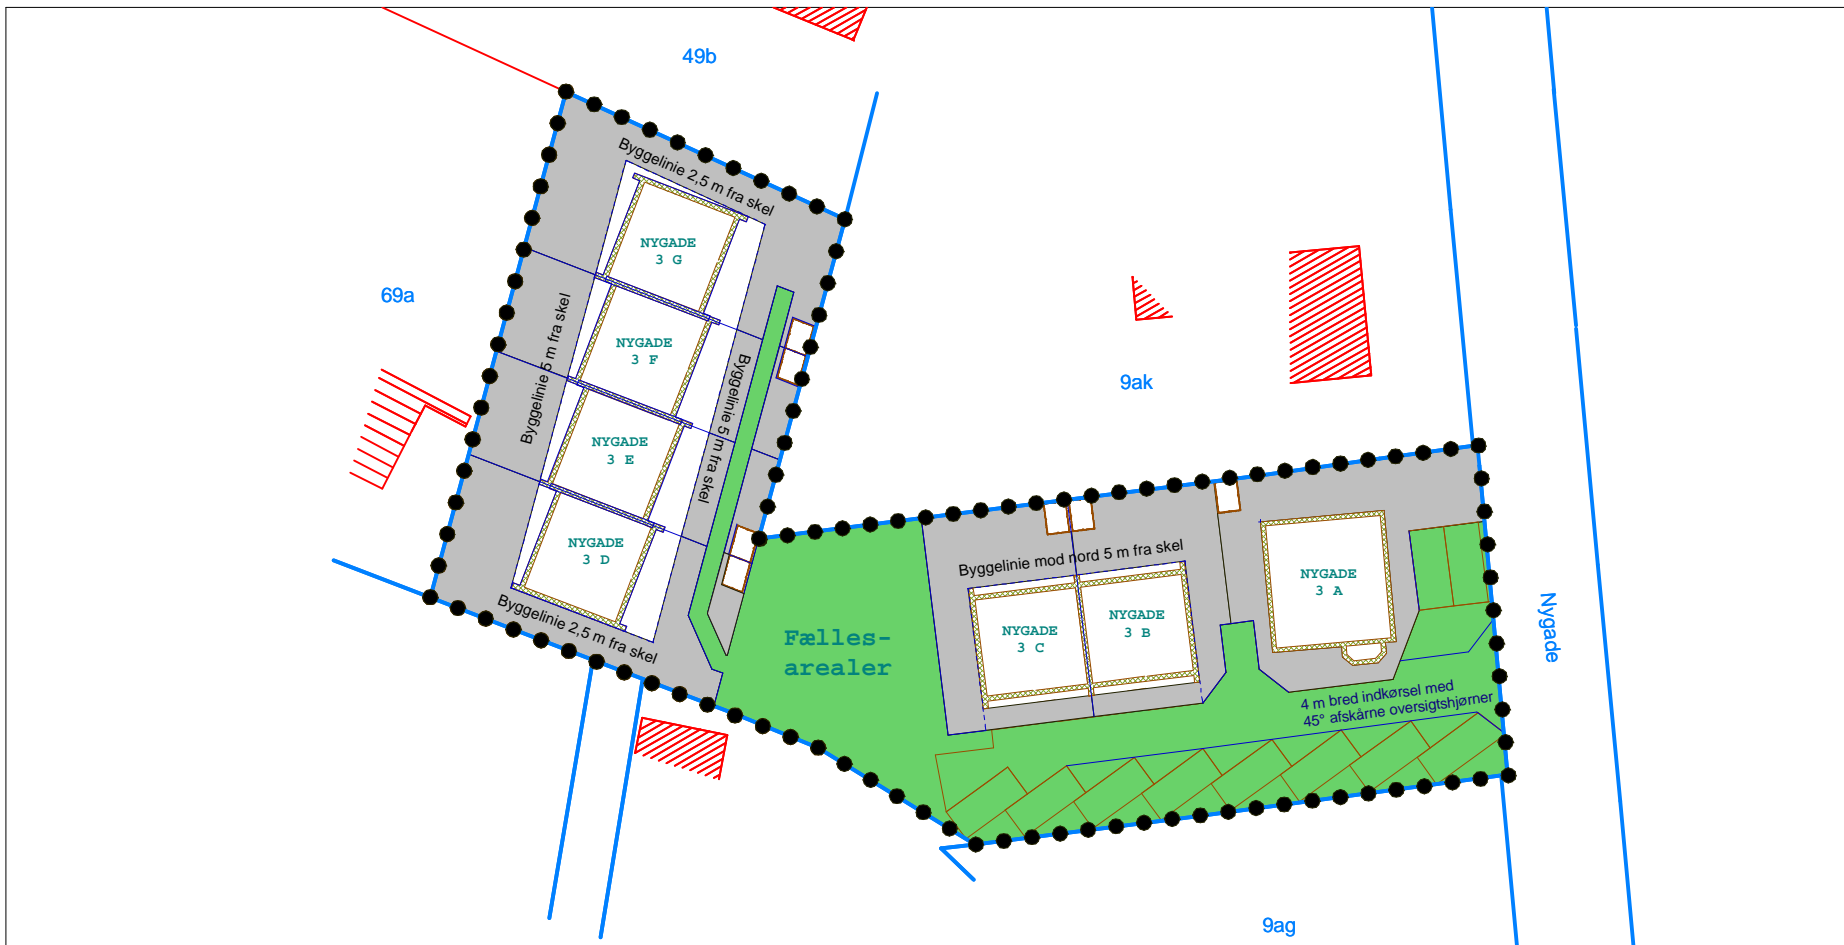 49b
Byggelinie 2,5 m fra skel
NYGADE
3 G
69a
Byggelinie 5 m fra skel
NYGADE
3 F
Byggelinie 5 m fra skel
9ak
NYGADE
3 E
NYGADE
3 D
Byggelinie mod nord 5 m fra skel
NYGADE
3 A
Byggelinie 2,5 m fra skel
Fælles-
arealer
NYGADE
3 C
NYGADE
3 B
Nygade
4 m bred indkørsel med
45° afskårne oversigtshjørner
9ag